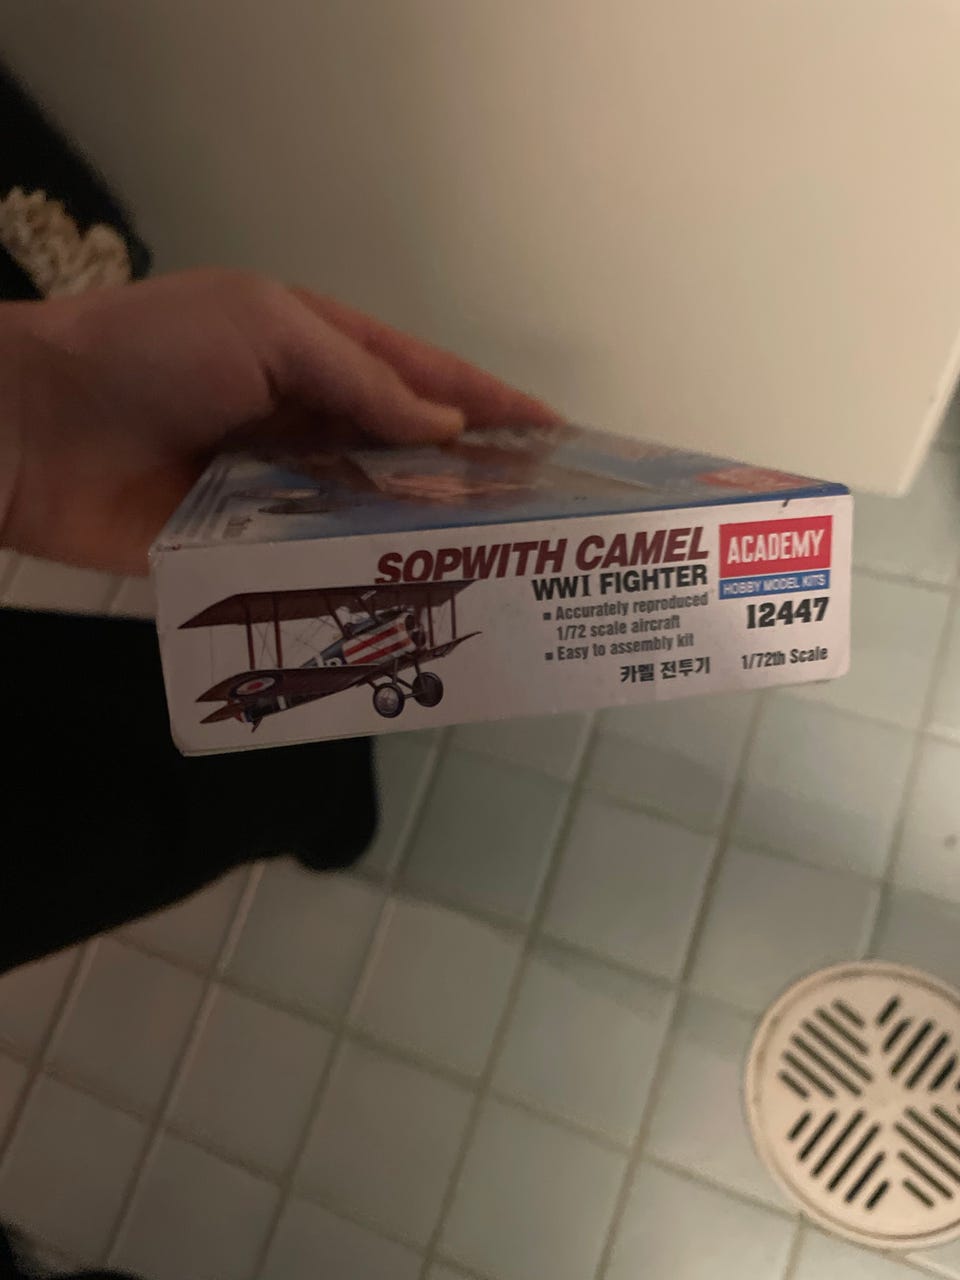 SOPWITH CAMEL
WWI FIGHTER
▪ Accurately reproduced
1/72 scale aircraft
▪ Easy to assembly kit
카멜 전투기
ACADEMY
HOBBY MODEL KITS
12447
1/72th Scale